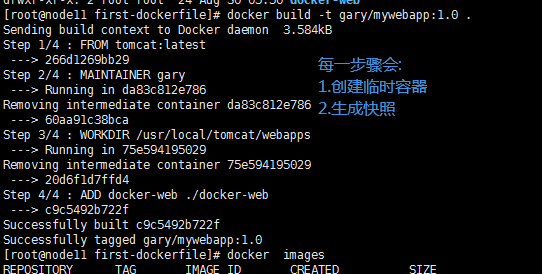 drwxr-xr-x. 2 root root 24 Aug 30 05:50 docker-web
[root@node11 first-dockerfile]# docker build -t gary/mywebapp:1.0 .
Sending build context to Docker daemon  3.584kB
Step 1/4 : FROM tomcat:latest
 ---> 266d1269bb29
Step 2/4 : MAINTAINER gary
 ---> Running in da83c812e786
Removing intermediate container da83c812e786
 ---> 60aa91c38bca
Step 3/4 : WORKDIR /usr/local/tomcat/webapps
 ---> Running in 75e594195029
Removing intermediate container 75e594195029
 ---> 20d6f1d7ffd4
Step 4/4 : ADD docker-web ./docker-web
 ---> c9c5492b722f
Successfully built c9c5492b722f
Successfully tagged gary/mywebapp:1.0
[root@node11 first-dockerfile]# docker  images
REPOSITORY TAG IMAGE ID CREATED SIZE
每一步骤会:
1.创建临时容器
2.生成快照